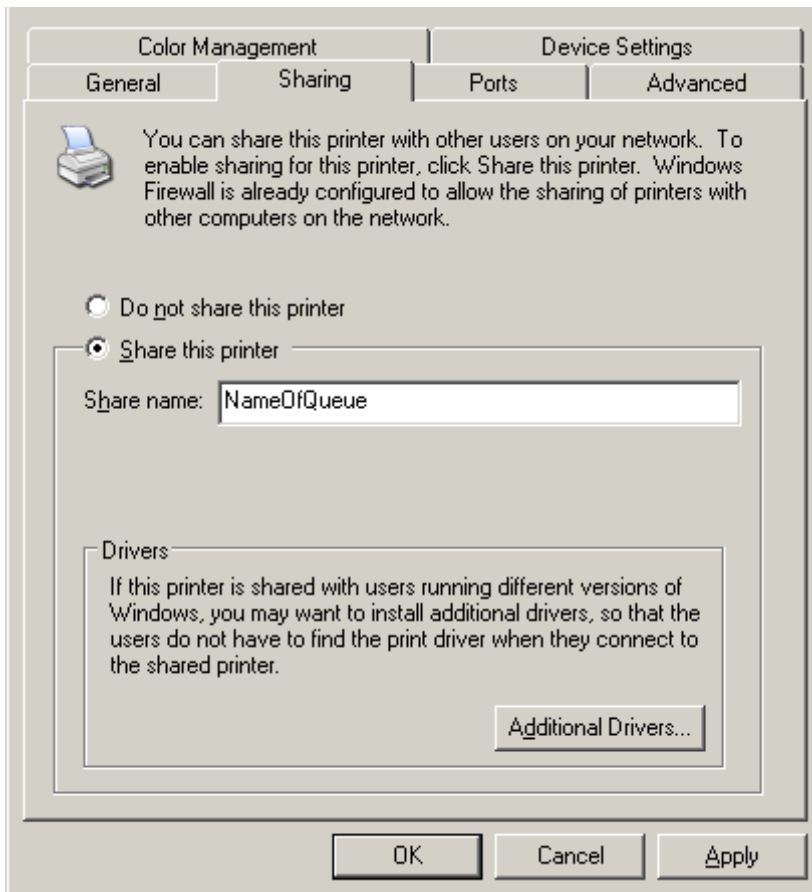 Color Management
Device Settings
General
Sharing
Ports
Advanced
You can share this printer with other users on your network.  To
enable sharing for this printer, click Share this printer.  Windows
Firewall is already configured to allow the sharing of printers with
other computers on the network.
Do not share this printer
Share this printer
Share name:
NameOfQueue
Drivers
If this printer is shared with users running different versions of
Windows, you may want to install additional drivers, so that the
users do not have to find the print driver when they connect to
the shared printer.
Additional Drivers...
OK
Cancel
Apply